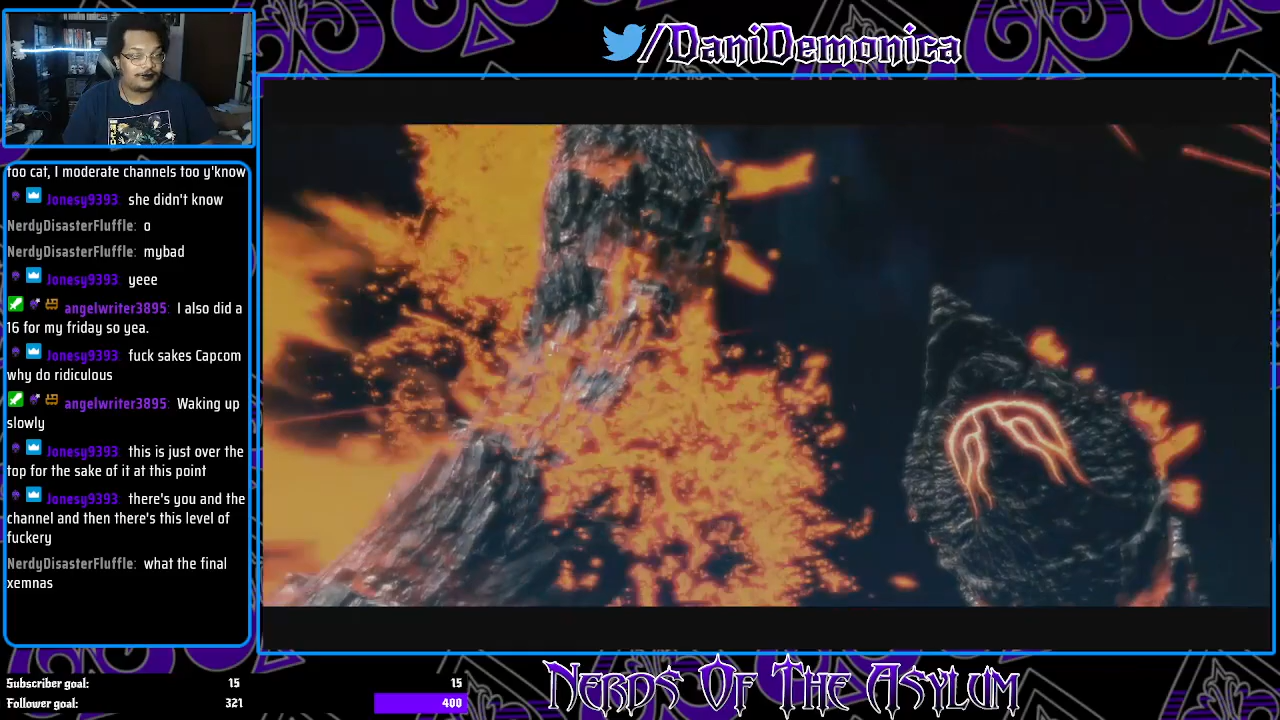 /DaniDemonica
too cat, I moderate channels too y'know
Jonesy9393: she didn't know
NerdyDisasterFluffle: o
NerdyDisasterFluffle: mybad
Jonesy9393: yeee
angelwriter3895: I also did a
16 for my friday so yea.
Jonesy9393: fuck sakes Capcom
why do ridiculous
angelwriter3895: Waking up
slowly
Jonesy9393: this is just over the
top for the sake of it at this point
Jonesy9393: there's you and the
channel and then there's this level of
fuckery
NerdyDisasterFluffle: what the final
xemnas
Subscriber goal: 15 15
Follower goal: 321 400
Nerds Of The Asylum